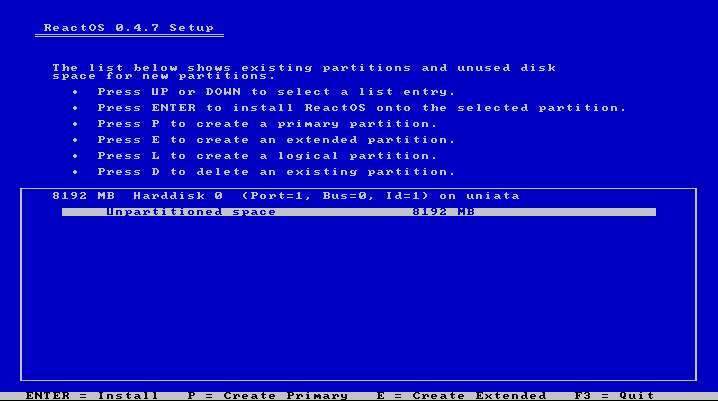 ReactOS 0.4.7 Setup
The list below shows existing partitions and unused disk
space for new partitions.
• Press UP or DOWN to select a list entry.
• Press ENTER to install ReactOS onto the selected partition.
• Press P to create a primary partition.
• Press E to create an extended partition.
• Press L to create a logical partition.
• Press D to delete an existing partition.
8192 MB  Harddisk 0  (Port=1, Bus=0, Id=1) on uniata
Unpartitioned space  8192 MB
ENTER = Install  P = Create Primary  E = Create Extended  F3 = Quit